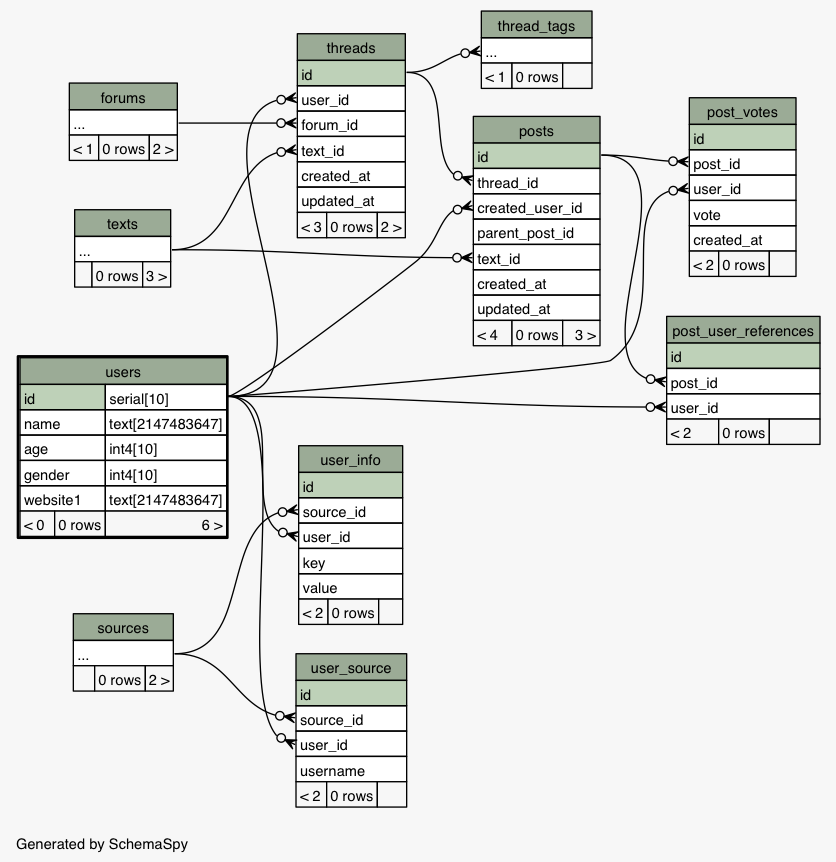 thread_tags
...
< 1 0 rows
threads
id
user_id
forum_id
text_id
created_at
updated_at
< 3 0 rows 2 >
forums
...
< 1 0 rows 2 >
posts
id
thread_id
created_user_id
parent_post_id
text_id
created_at
updated_at
< 4 0 rows 3 >
post_votes
id
post_id
user_id
vote
created_at
< 2 0 rows
texts
...
0 rows 3 >
post_user_references
id
post_id
user_id
< 2 0 rows
users
id serial[10]
name text[2147483647]
age int4[10]
gender int4[10]
website1 text[2147483647]
< 0 0 rows 6 >
user_info
id
source_id
user_id
key
value
< 2 0 rows
sources
...
0 rows 2 >
user_source
id
source_id
user_id
username
< 2 0 rows
Generated by SchemaSpy